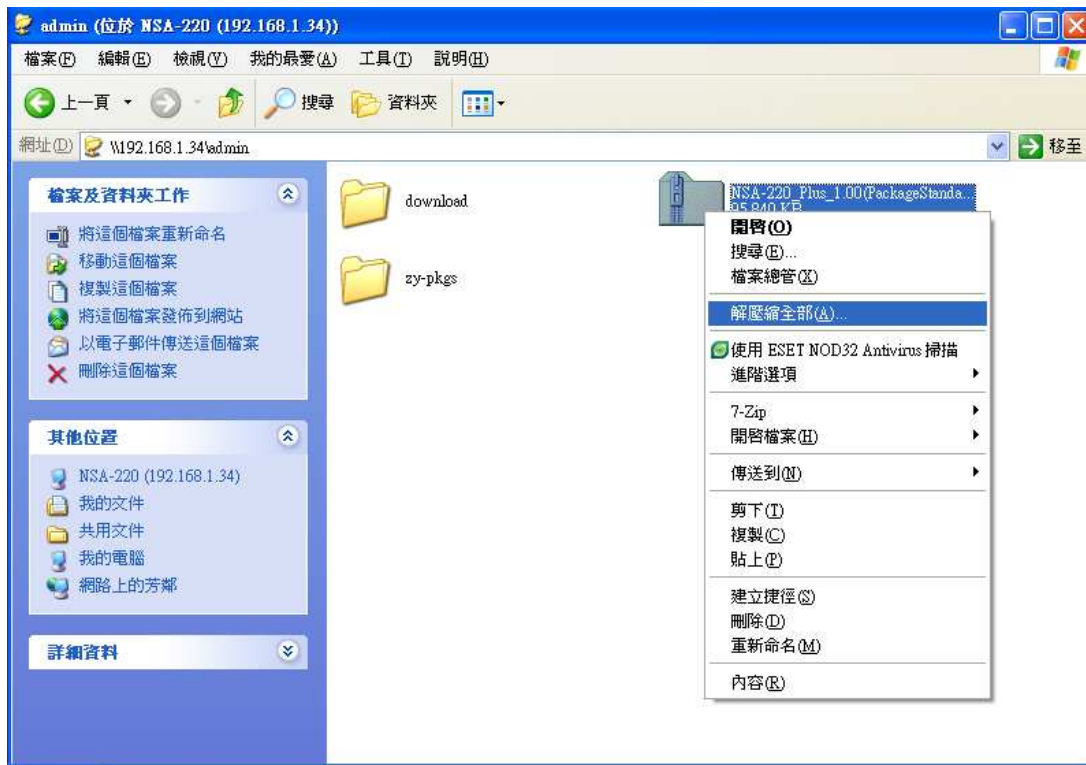 admin (位於 NSA-220 (192.168.1.34))
檔案(F) 編輯(E) 檢視(V) 我的最愛(A) 工具(T) 說明(H)
上一頁 搜尋 資料夾
網址(D) \\192.168.1.34\admin 移至
檔案及資料夾工作
將這個檔案重新命名
移動這個檔案
複製這個檔案
將這個檔案發佈到網站
以電子郵件傳送這個檔案
刪除這個檔案
其他位置
NSA-220 (192.168.1.34)
我的文件
共用文件
我的電腦
網路上的芳鄰
詳細資料
download
zy-pkgs
NSA-220_Plus_1.00(PackageStanda...
95,840 KB
開啓(O)
搜尋(E)...
檔案總管(X)
解壓縮全部(A)...
使用 ESET NOD32 Antivirus 掃描
進階選項
7-Zip
開啓檔案(H)
傳送到(N)
剪下(T)
複製(C)
貼上(P)
建立捷徑(S)
刪除(D)
重新命名(M)
內容(R)